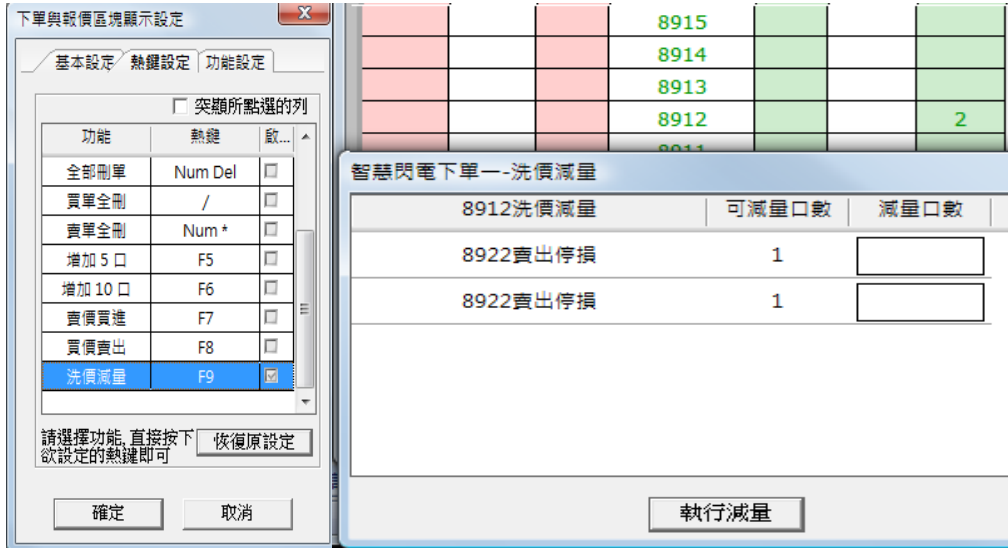 下單與報價區塊顯示設定
基本設定 熱鍵設定 功能設定
突顯所點選的列
功能 熱鍵 啟...
全部刪單 Num Del
買單全刪 /
賣單全刪 Num *
增加 5 口 F5
增加 10 口 F6
賣價買進 F7
買價賣出 F8
洗價減量 F9
請選擇功能, 直接按下
欲設定的熱鍵即可
恢復原設定
確定 取消
8915
8914
8913
8912 2
8911
智慧閃電下單一-洗價減量
8912洗價減量 可減量口數 減量口數
8922賣出停損 1
8922賣出停損 1
執行減量